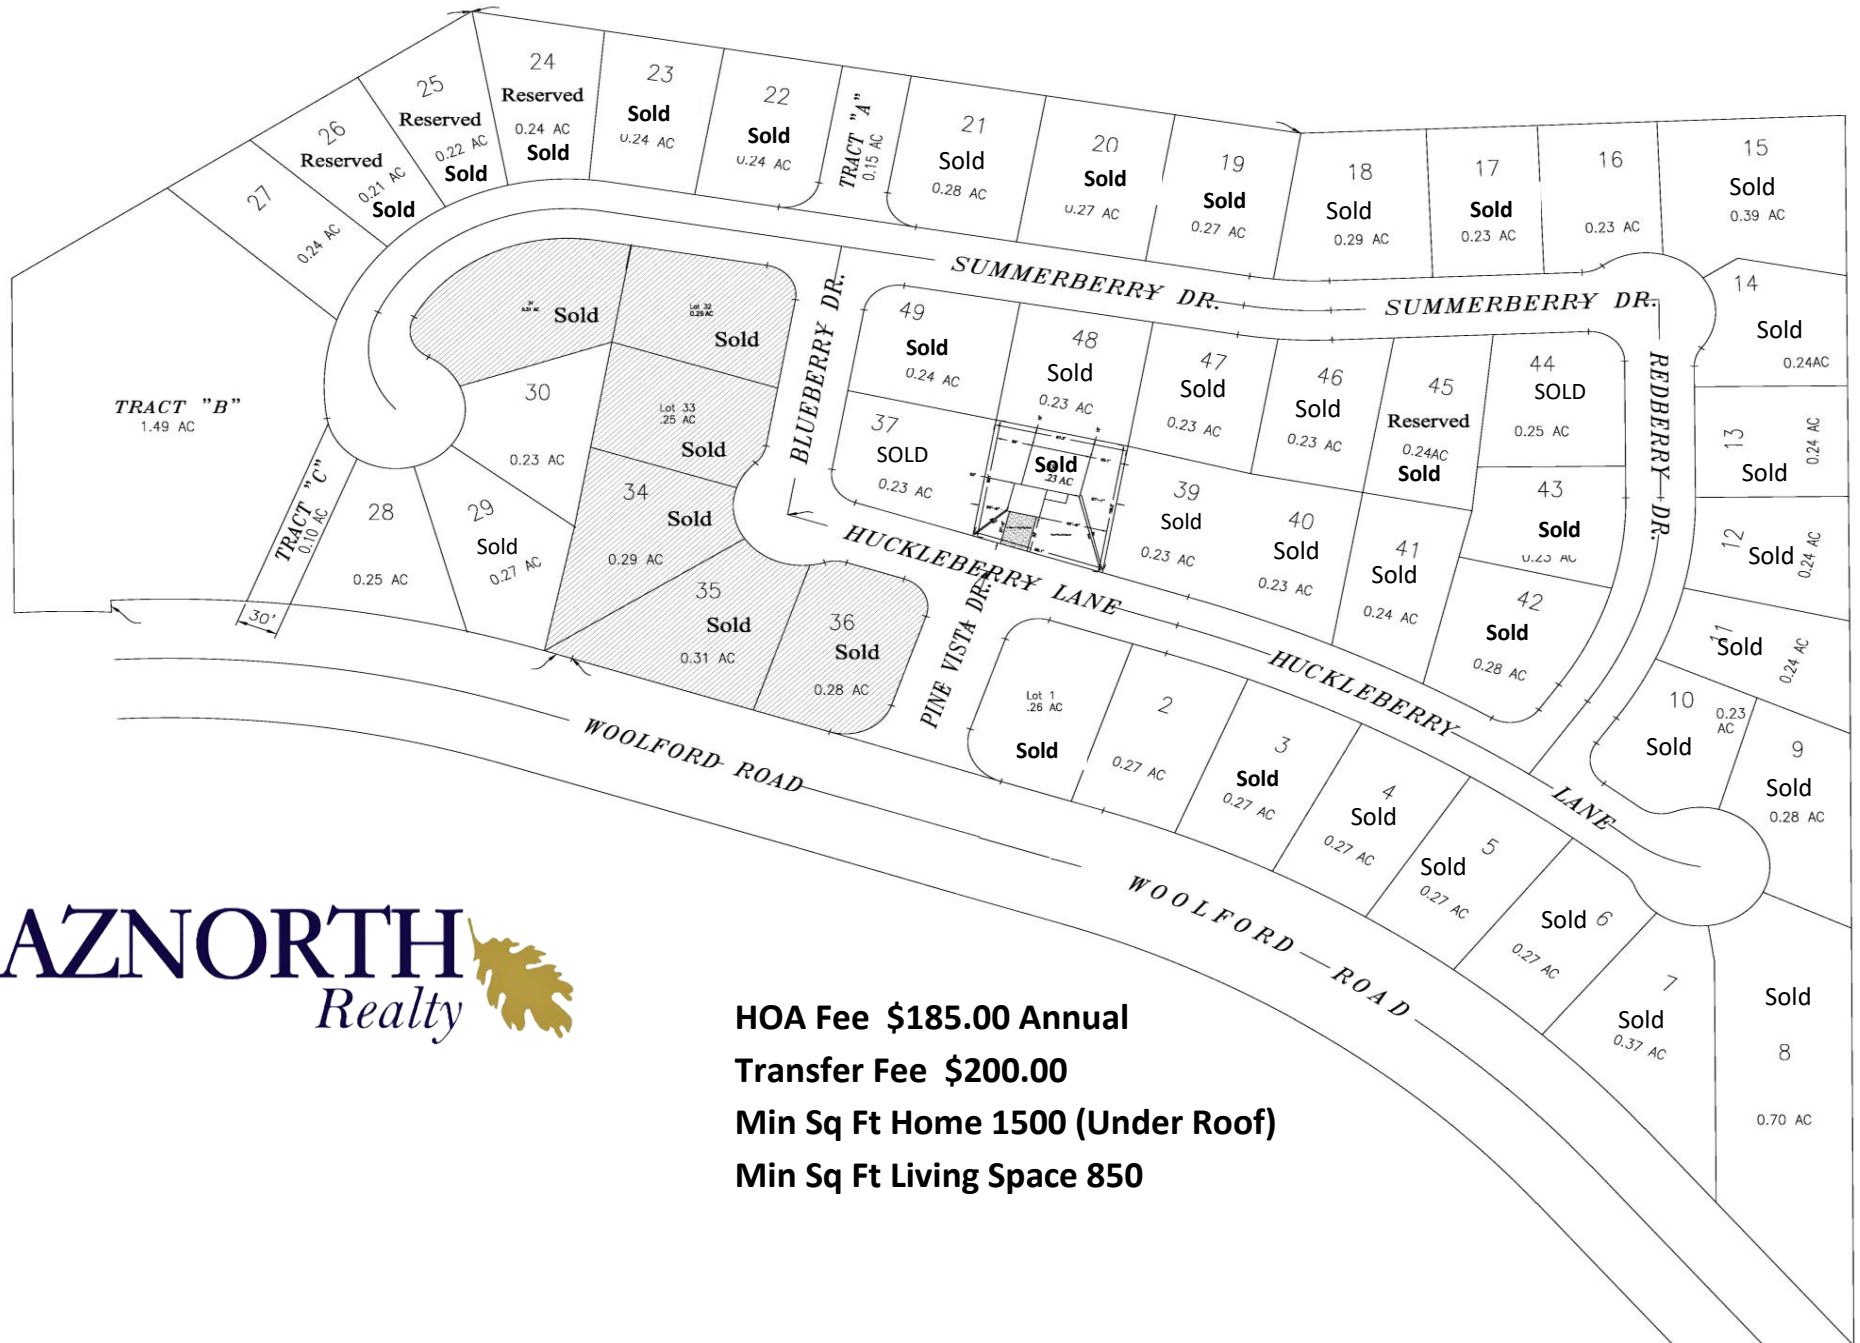 24
Reserved
0.24 AC
Sold
23
Sold
0.24 AC
22
Sold
0.24 AC
TRACT "A"
0.15 AC
21
Sold
0.28 AC
20
Sold
0.27 AC
19
Sold
0.27 AC
18
Sold
0.29 AC
17
Sold
0.23 AC
16
0.23 AC
15
Sold
0.39 AC
25
Reserved
0.22 AC
Sold
26
Reserved
0.21 AC
Sold
27
0.24 AC
TRACT "B"
1.49 AC
TRACT "C"
0.10 AC
30'
28
0.25 AC
29
Sold
0.27 AC
30
0.23 AC
Sold
Lot 32
Sold
Lot 33
.25 AC
Sold
34
Sold
0.29 AC
35
Sold
0.31 AC
36
Sold
0.28 AC
BLUEBERRY DR.
SUMMERBERRY DR.
SUMMERBERRY DR.
REDBERRY DR.
49
Sold
0.24 AC
48
Sold
0.23 AC
47
Sold
0.23 AC
46
Sold
0.23 AC
45
Reserved
0.24AC
Sold
44
SOLD
0.25 AC
37
SOLD
0.23 AC
Sold
.23 AC
39
Sold
0.23 AC
40
Sold
0.23 AC
41
Sold
0.24 AC
43
Sold
0.23 AC
42
Sold
0.28 AC
14
Sold
0.24AC
13
Sold
0.24 AC
12
Sold
0.24 AC
11
Sold
0.24 AC
10
0.23
AC
Sold
9
Sold
0.28 AC
HUCKLEBERRY LANE
HUCKLEBERRY
LANE
PINE VISTA DR.
Lot 1
.26 AC
Sold
2
0.27 AC
3
Sold
0.27 AC
4
Sold
0.27 AC
5
Sold
0.27 AC
Sold 6
0.27 AC
7
Sold
0.37 AC
Sold
8
0.70 AC
WOOLFORD ROAD
WOOLFORD ROAD
AZNORTH
Realty
HOA Fee $185.00 Annual
Transfer Fee $200.00
Min Sq Ft Home 1500 (Under Roof)
Min Sq Ft Living Space 850